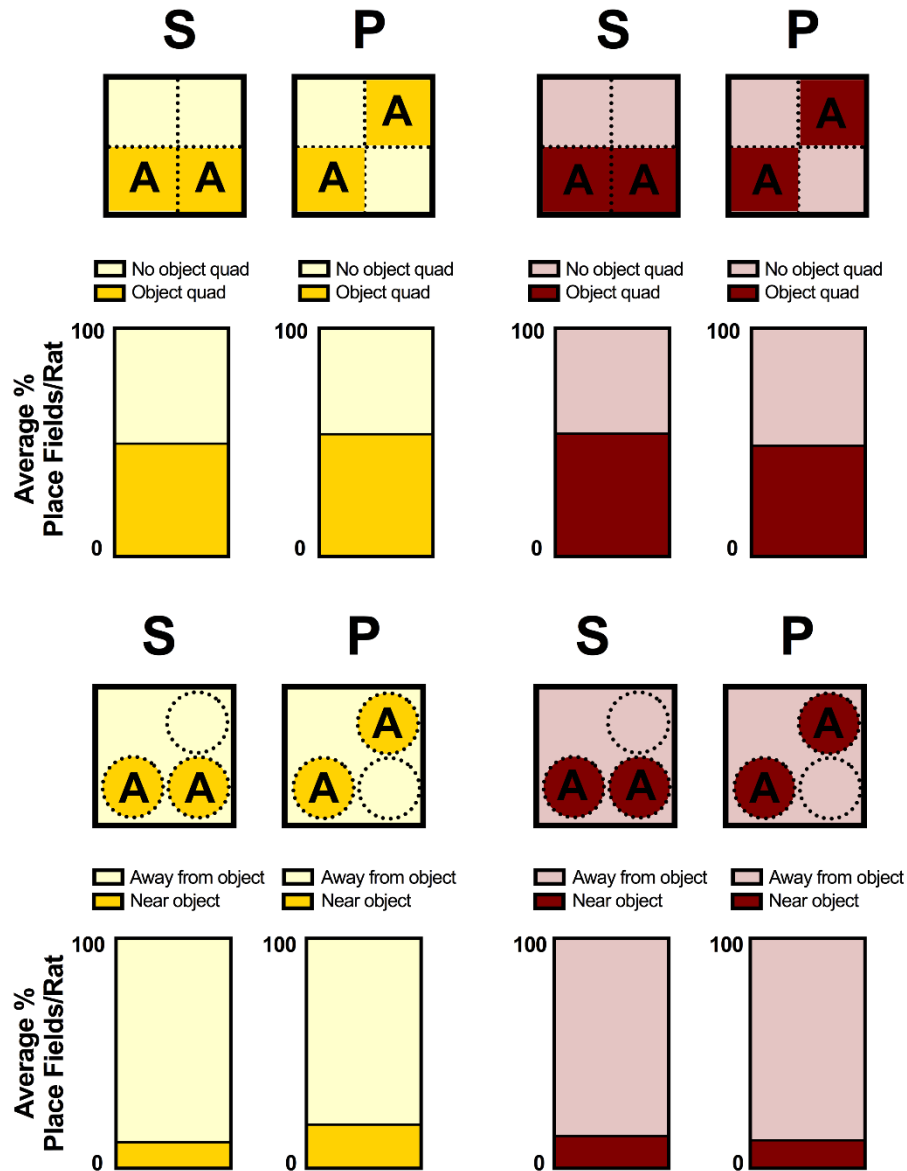 S P S P
A A
A A
A A A A
No object quad No object quad No object quad No object quad
Object quad Object quad Object quad Object quad
100 100 100 100
Average %
Place Fields/Rat
0 0 0 0
S P S P
A A
A A A A A A
Away from object Away from object Away from object Away from object
Near object Near object Near object Near object
100 100 100 100
Average %
Place Fields/Rat
0 0 0 0